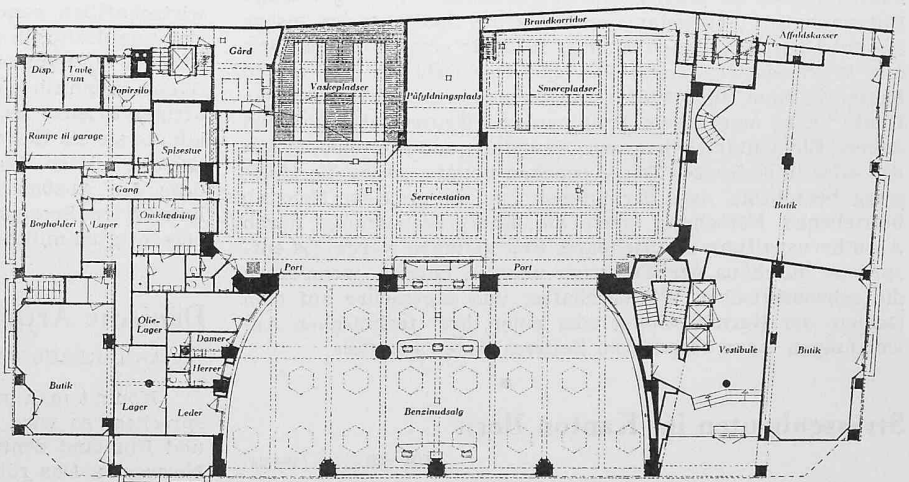 Brandkorridor
Affaldskasser
Gård
Disp.
Tavle
rum
Papirsilo
Vaskepladser
Påfyldningsplads
Smørepladser
Rampe til garage
Spisestue
Gang
Servicestation
Butik
Bogholderi
Lager
Omklædning
Port
Port
Olie-
Lager
Damer
Herrer
Vestibule
Butik
Butik
Lager
Leder
Benzinudsalg